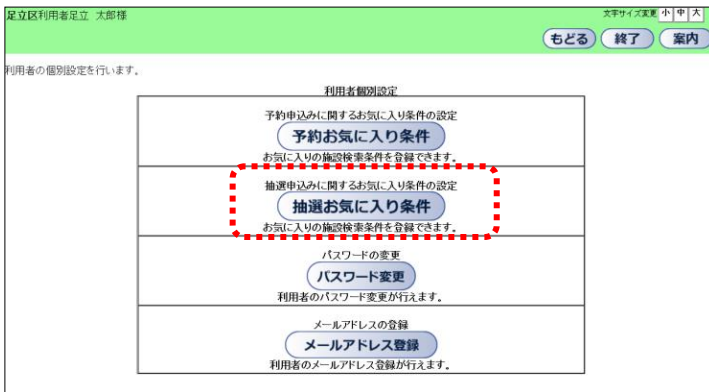 足立区利用者足立 太郎様
文字サイズ変更 小 中 大
もどる 終了 案内
利用者の個別設定を行います。
利用者個別設定
予約申込みに関するお気に入り条件の設定
予約お気に入り条件
お気に入りの施設検索条件を登録できます。
抽選申込みに関するお気に入り条件の設定
抽選お気に入り条件
お気に入りの施設検索条件を登録できます。
パスワードの変更
パスワード変更
利用者のパスワード変更が行えます。
メールアドレスの登録
メールアドレス登録
利用者のメールアドレス登録が行えます。